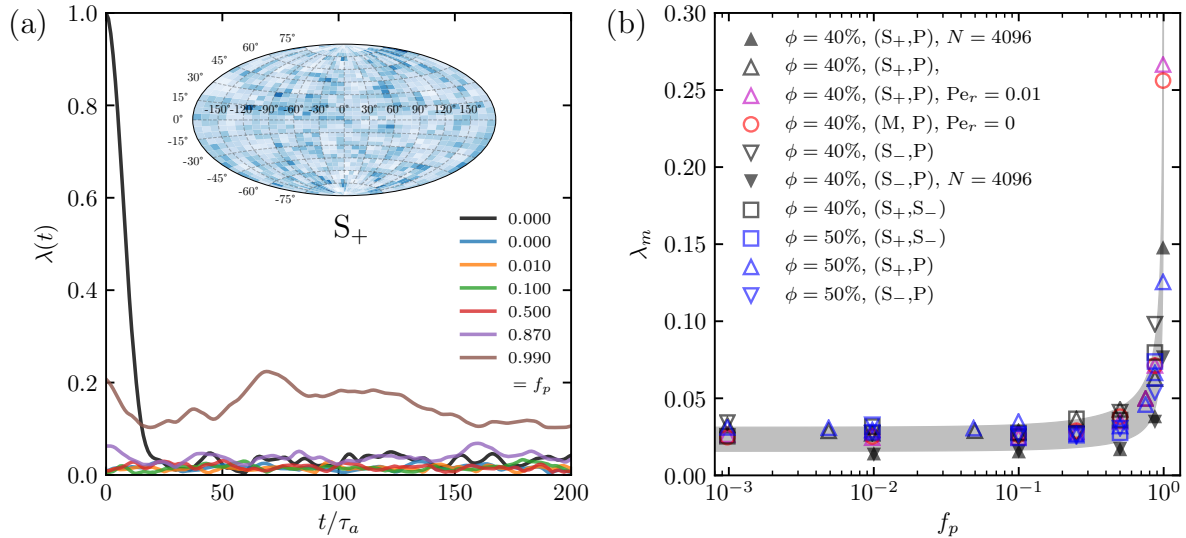 (a)
1.0
0.8
0.6
0.4
0.2
0.0
λ(t)
0
50
100
150
200
t/τₐ
75°
60°
45°
30°
15°
0°
-15°
-30°
-45°
-60°
-75°
-150°-120°-90° -60° -30° 0° 30° 60° 90° 120° 150°
S₊
0.000
0.000
0.010
0.100
0.500
0.870
0.990
= fₚ
(b)
0.30
0.25
0.20
0.15
0.10
0.05
0.00
λₘ
ϕ = 40%, (S₊,P), N = 4096
ϕ = 40%, (S₊,P),
ϕ = 40%, (S₊,P), Peᵣ = 0.01
ϕ = 40%, (M, P), Peᵣ = 0
ϕ = 40%, (S₋,P)
ϕ = 40%, (S₋,P), N = 4096
ϕ = 40%, (S₊,S₋)
ϕ = 50%, (S₊,S₋)
ϕ = 50%, (S₊,P)
ϕ = 50%, (S₋,P)
10⁻³
10⁻²
10⁻¹
10⁰
fₚ